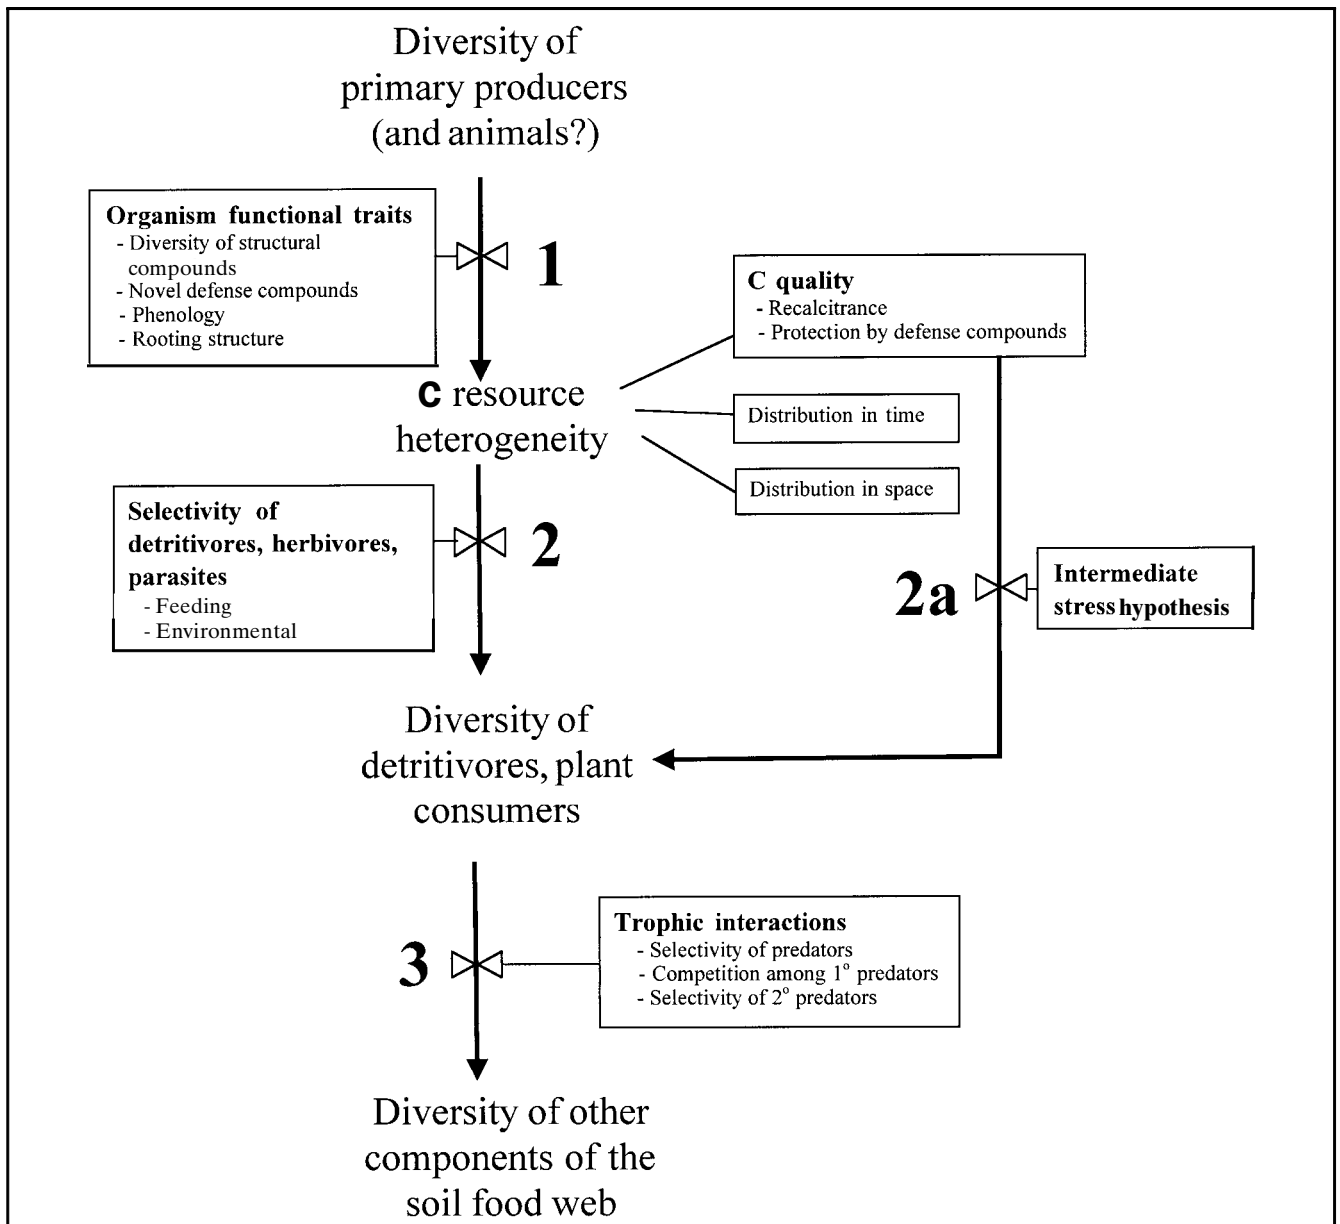 Diversity of
primary producers
(and animals?)
Organism functional traits
- Diversity of structural
compounds
- Novel defense compounds
- Phenology
- Rooting structure
1
C quality
- Recalcitrance
- Protection by defense compounds
C resource
heterogeneity
Distribution in time
Distribution in space
Selectivity of
detritivores, herbivores,
parasites
- Feeding
- Environmental
2
2a
Intermediate
stress hypothesis
Diversity of
detritivores, plant
consumers
3
Trophic interactions
- Selectivity of predators
- Competition among 1° predators
- Selectivity of 2° predators
Diversity of other
components of the
soil food web